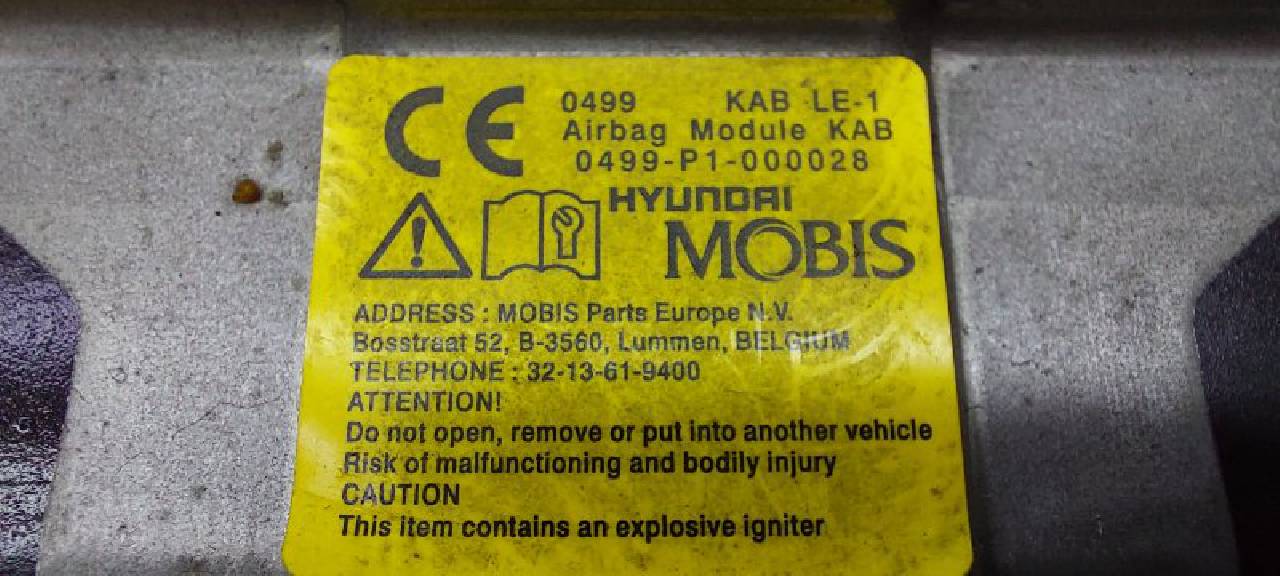 CE 0499 KAB LE-1
Airbag Module KAB
0499-P1-000028
HYUNDAI
MOBIS
ADDRESS : MOBIS Parts Europe N.V.
Bosstraat 52, B-3560, Lummen, BELGIUM
TELEPHONE : 32-13-61-9400
ATTENTION!
Do not open, remove or put into another vehicle
Risk of malfunctioning and bodily injury
CAUTION
This item contains an explosive igniter